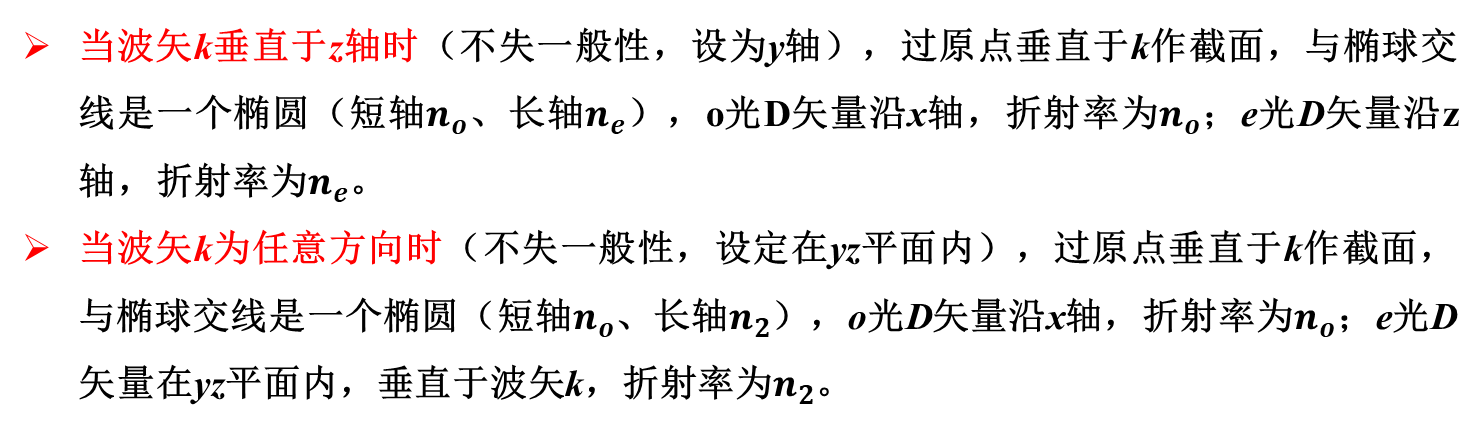 ➢ 当波矢k垂直于z轴时（不失一般性，设为y轴），过原点垂直于k作截面，与椭球交
线是一个椭圆（短轴nₒ、长轴nₑ），o光D矢量沿x轴，折射率为nₒ；e光D矢量沿z
轴，折射率为nₑ。
➢ 当波矢k为任意方向时（不失一般性，设定在yz平面内），过原点垂直于k作截面，
与椭球交线是一个椭圆（短轴nₒ、长轴n₂），o光D矢量沿x轴，折射率为nₒ；e光D
矢量在yz平面内，垂直于波矢k，折射率为n₂。